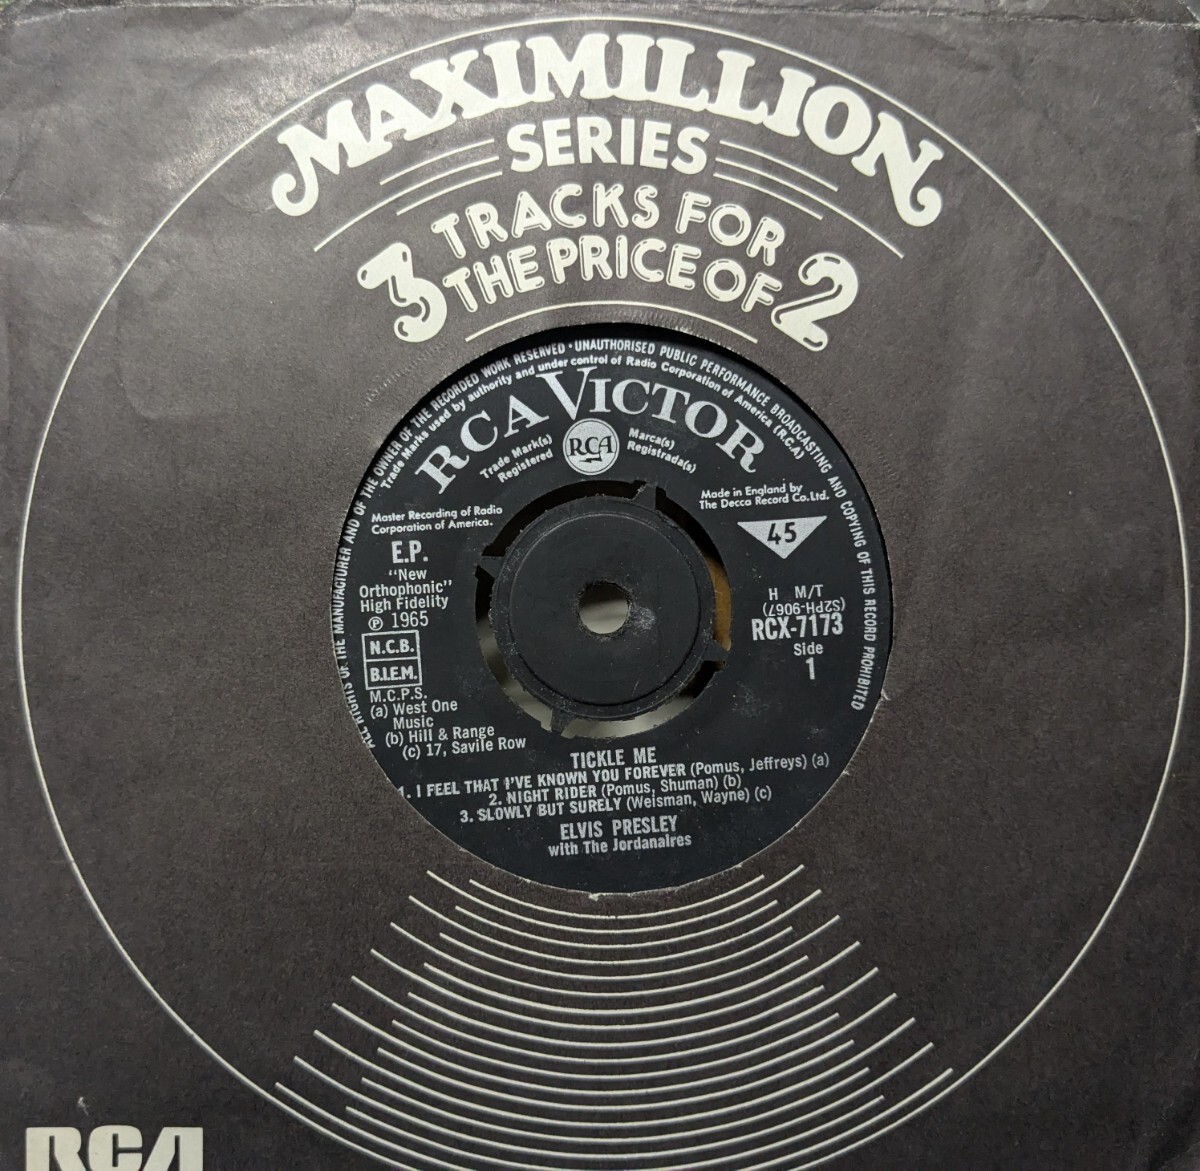 MAXIMILLION
SERIES
3 TRACKS FOR
THE PRICE OF 2
ALL RIGHTS OF THE MANUFACTURER AND OF THE OWNER OF THE RECORDED WORK RESERVED · UNAUTHORISED PUBLIC PERFORMANCE BROADCASTING AND COPYING OF THIS RECORD PROHIBITED
Trade Marks used by authority and under control of Radio Corporation of America (R.C.A)
RCA VICTOR
Trade Mark(s)
Registered
RCA
Marca(s)
Registrada(s)
Master Recording of Radio
Corporation of America.
Made in England by
The Decca Record Co. Ltd.
45
E.P.
"New
Orthophonic"
High Fidelity
℗ 1965
N.C.B.
B.I.E.M.
M.C.P.S.
(a) West One
Music
(b) Hill & Range
(c) 17, Savile Row
H M/T
(S2PH-9067)
RCX-7173
Side
1
TICKLE ME
1. I FEEL THAT I'VE KNOWN YOU FOREVER (Pomus, Jeffreys) (a)
2. NIGHT RIDER (Pomus, Shuman) (b)
3. SLOWLY BUT SURELY (Weisman, Wayne) (c)
ELVIS PRESLEY
with The Jordanaires
RCA